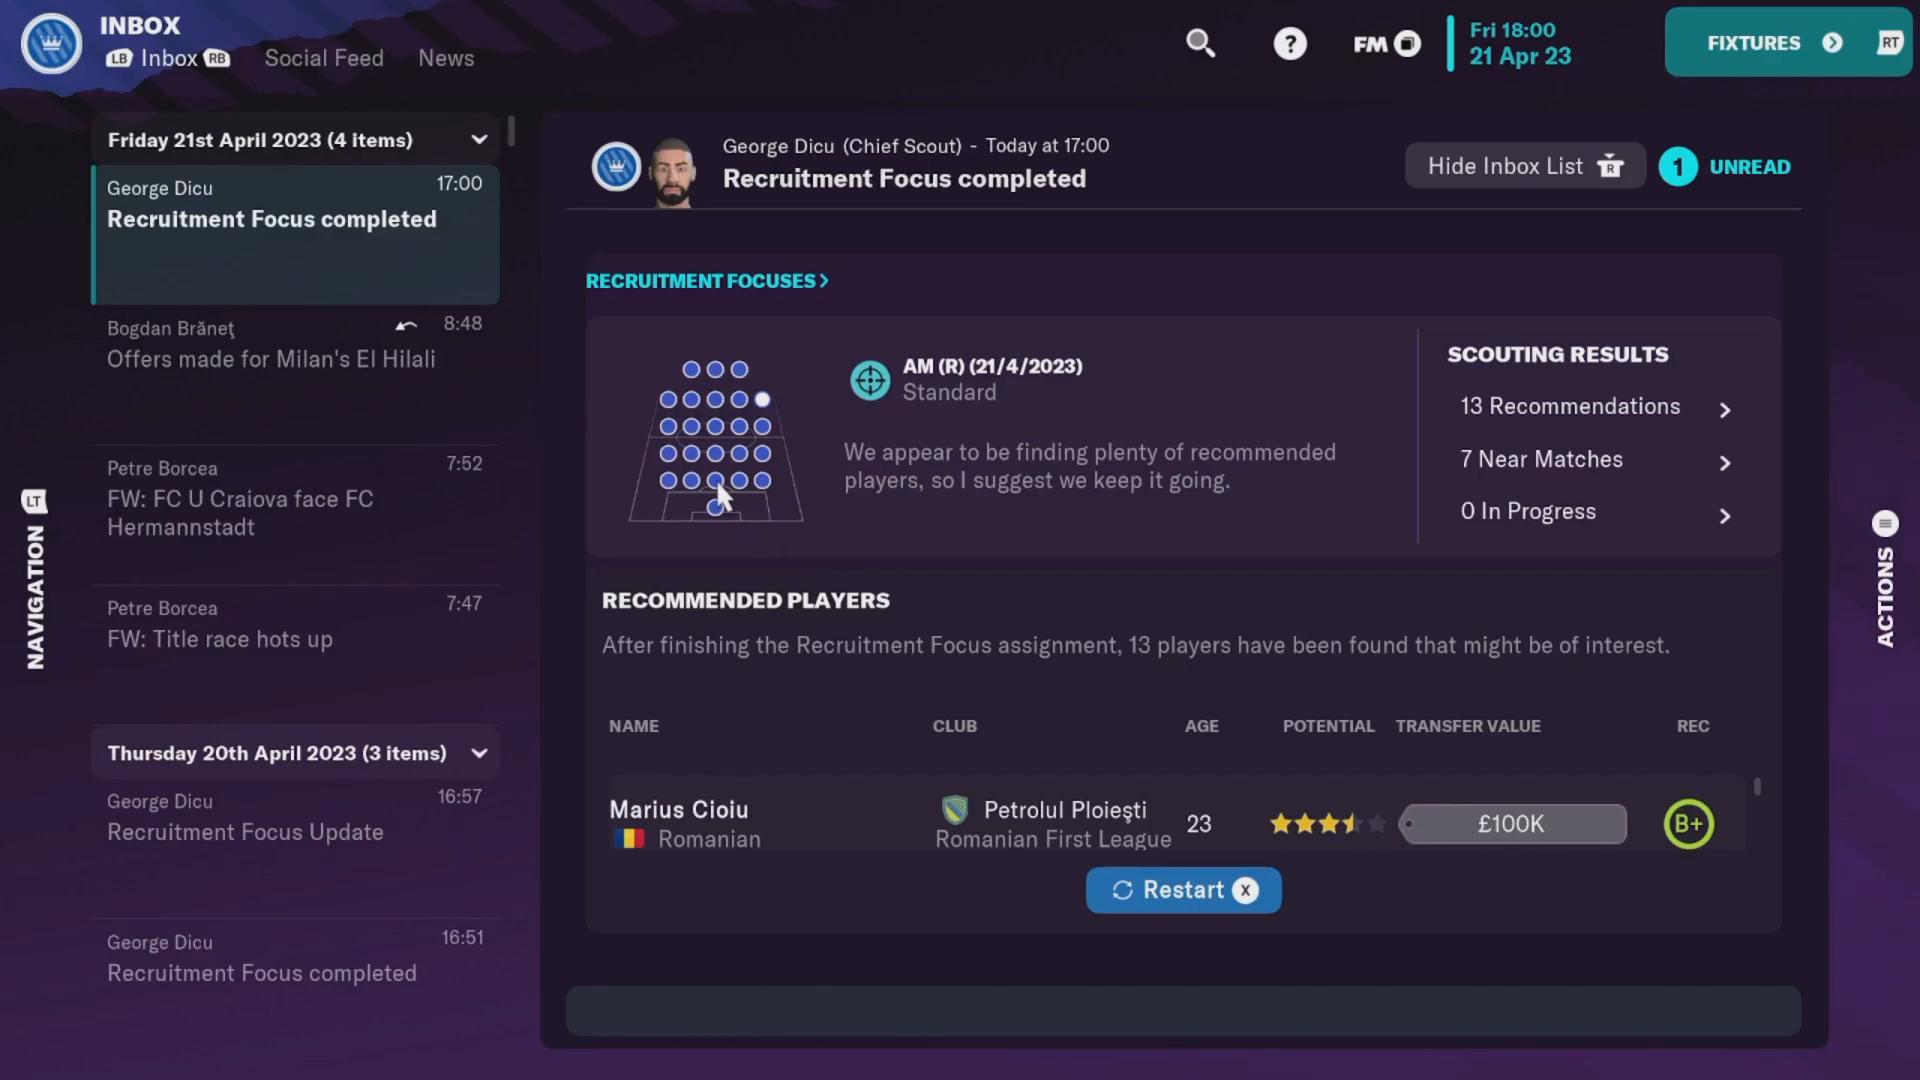 INBOX
LB Inbox RB Social Feed News
?
FM
Fri 18:00
21 Apr 23
FIXTURES RT
Friday 21st April 2023 (4 items)
George Dicu 17:00
Recruitment Focus completed
Bogdan Brăneţ 8:48
Offers made for Milan's El Hilali
Petre Borcea 7:52
FW: FC U Craiova face FC
Hermannstadt
Petre Borcea 7:47
FW: Title race hots up
Thursday 20th April 2023 (3 items)
George Dicu 16:57
Recruitment Focus Update
George Dicu 16:51
Recruitment Focus completed
LT
NAVIGATION
George Dicu (Chief Scout) - Today at 17:00
Recruitment Focus completed
Hide Inbox List R
1 UNREAD
RECRUITMENT FOCUSES >
AM (R) (21/4/2023)
Standard
We appear to be finding plenty of recommended
players, so I suggest we keep it going.
SCOUTING RESULTS
13 Recommendations
7 Near Matches
0 In Progress
RECOMMENDED PLAYERS
After finishing the Recruitment Focus assignment, 13 players have been found that might be of interest.
NAME CLUB AGE POTENTIAL TRANSFER VALUE REC
Marius Cioiu Petrolul Ploieşti 23 £100K B+
Romanian Romanian First League
Restart X
ACTIONS